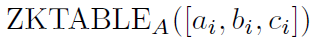 ZKTABLE_A([a_i, b_i, c_i])